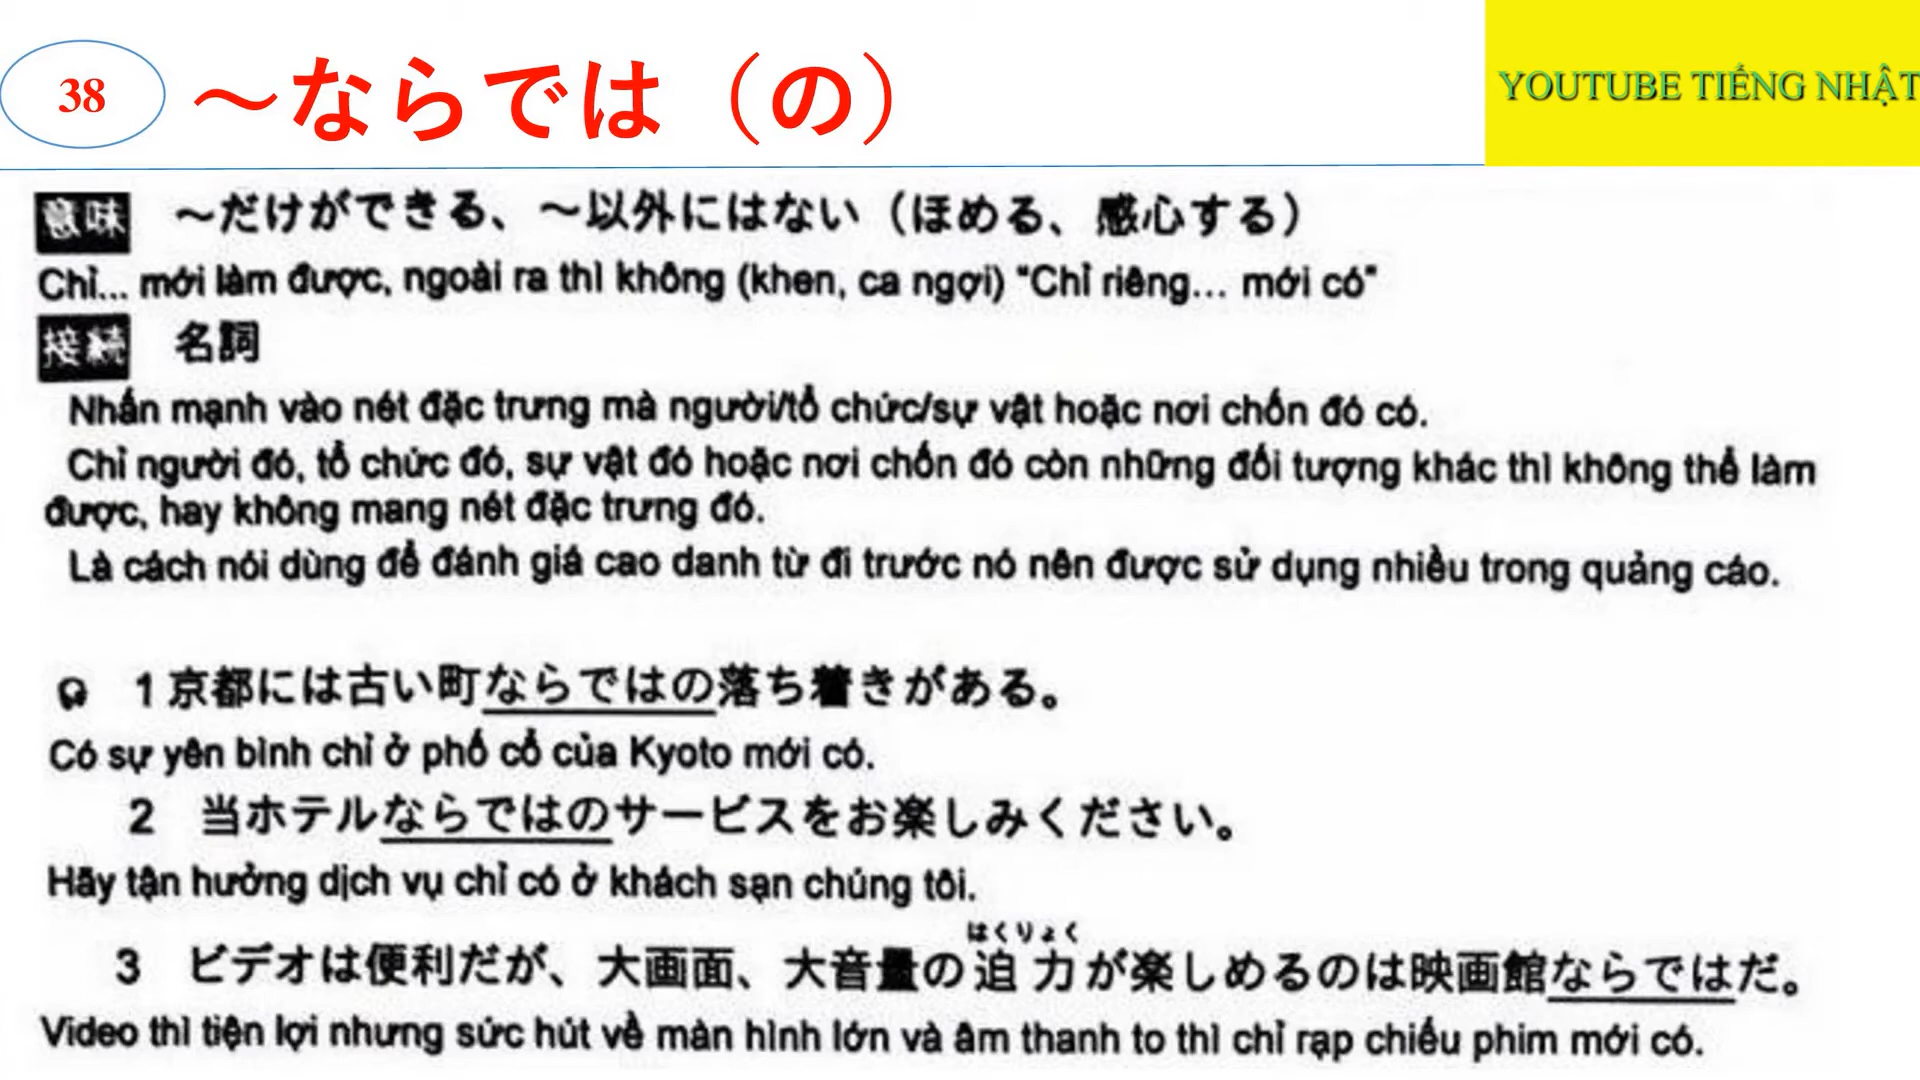 38 ～ならでは（の）
YOUTUBE TIẾNG NHẬT
意味 ～だけができる、～以外にはない（ほめる、感心する）
Chỉ... mới làm được, ngoài ra thì không (khen, ca ngợi) "Chỉ riêng... mới có"
接続 名詞
Nhấn mạnh vào nét đặc trưng mà người/tổ chức/sự vật hoặc nơi chốn đó có.
Chỉ người đó, tổ chức đó, sự vật đó hoặc nơi chốn đó còn những đối tượng khác thì không thể làm
được, hay không mang nét đặc trưng đó.
Là cách nói dùng để đánh giá cao danh từ đi trước nó nên được sử dụng nhiều trong quảng cáo.
1 京都には古い町ならではの落ち着きがある。
Có sự yên bình chỉ ở phố cổ của Kyoto mới có.
2 当ホテルならではのサービスをお楽しみください。
Hãy tận hưởng dịch vụ chỉ có ở khách sạn chúng tôi.
はくりょく
3 ビデオは便利だが、大画面、大音量の迫力が楽しめるのは映画館ならではだ。
Video thì tiện lợi nhưng sức hút về màn hình lớn và âm thanh to thì chỉ rạp chiếu phim mới có.